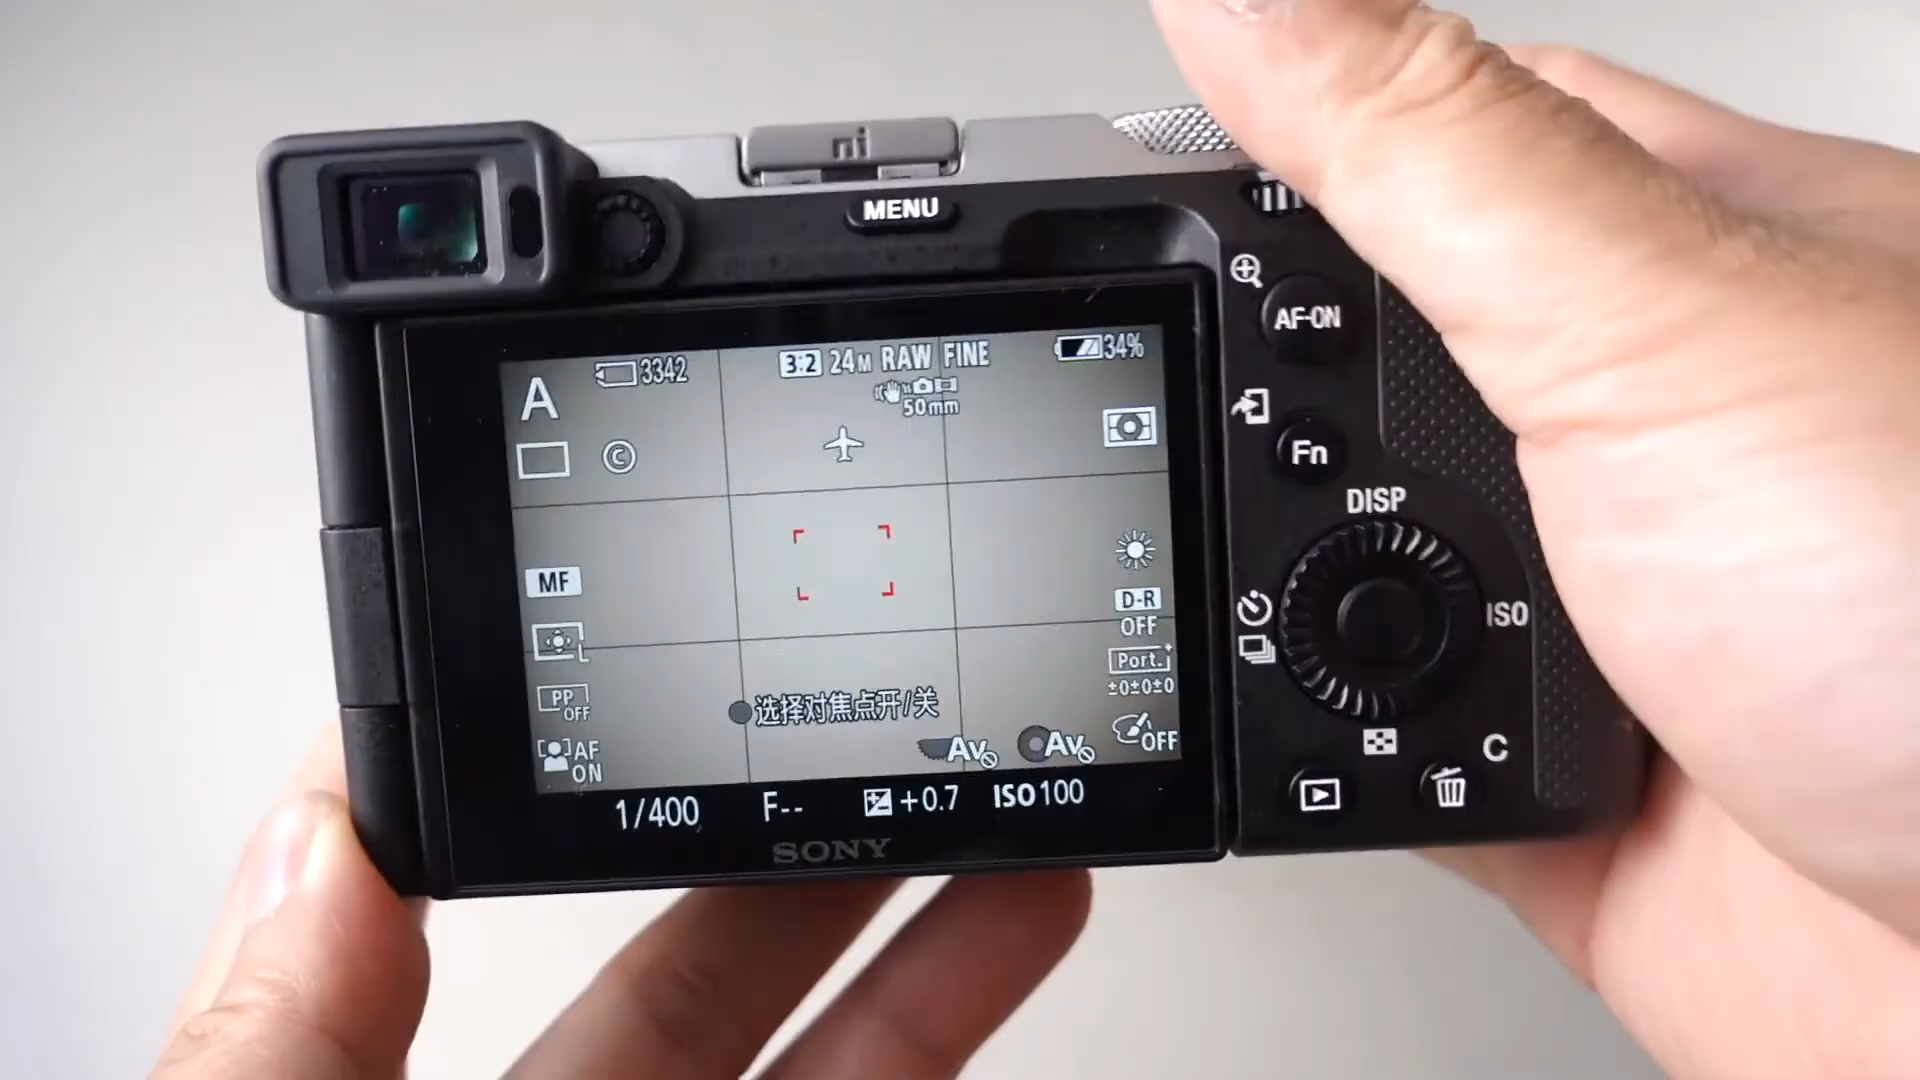 MENU
3342
3:2 24M RAW FINE
34%
A
50mm
C
MF
L
PP
OFF
AF
ON
D-R
OFF
Port.
±0±0±0
OFF
选择对焦点开/关
Av
Av
1/400 F-- +0.7 ISO100
SONY
AF-ON
Fn
DISP
ISO
C